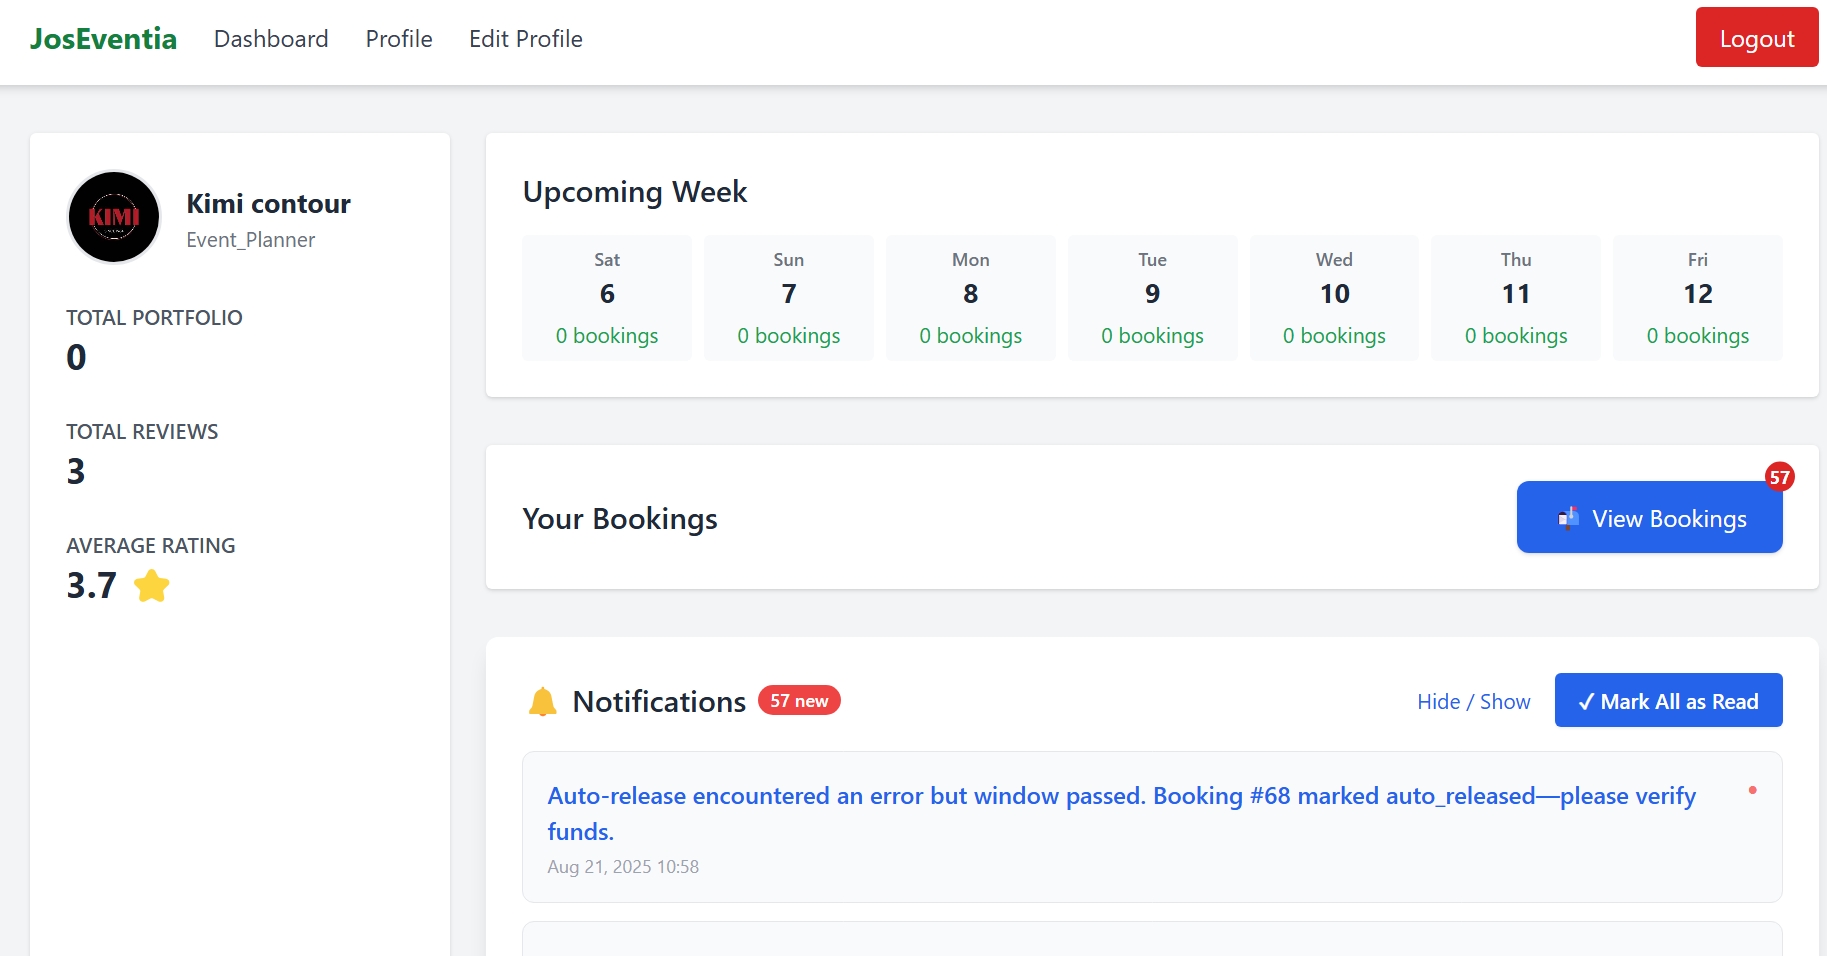 JosEventia Dashboard Profile Edit Profile Logout
KIMI
Kimi contour
Event_Planner
TOTAL PORTFOLIO
0
TOTAL REVIEWS
3
AVERAGE RATING
3.7
Upcoming Week
Sat Sun Mon Tue Wed Thu Fri
6 7 8 9 10 11 12
0 bookings 0 bookings 0 bookings 0 bookings 0 bookings 0 bookings 0 bookings
Your Bookings
57
View Bookings
Notifications 57 new Hide / Show ✓ Mark All as Read
Auto-release encountered an error but window passed. Booking #68 marked auto_released—please verify
funds.
Aug 21, 2025 10:58